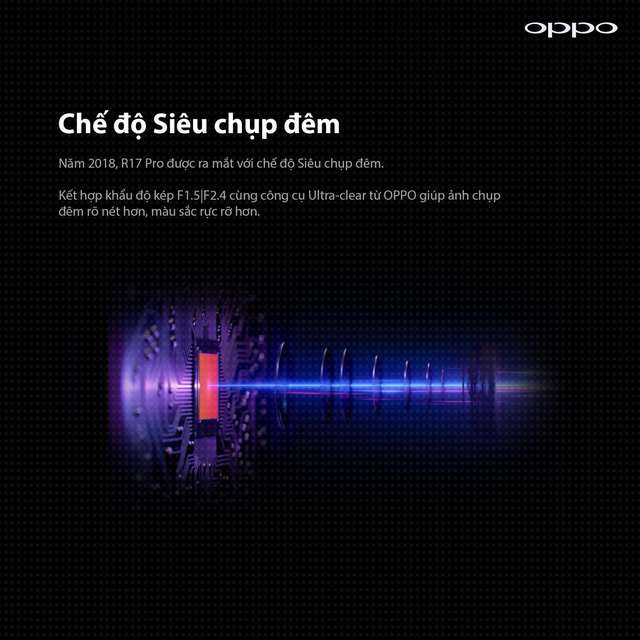 oppo
Chế độ Siêu chụp đêm
Năm 2018, R17 Pro được ra mắt với chế độ Siêu chụp đêm.
Kết hợp khẩu độ kép F1.5|F2.4 cùng công cụ Ultra-clear từ OPPO giúp ảnh chụp
đêm rõ nét hơn, màu sắc rực rỡ hơn.